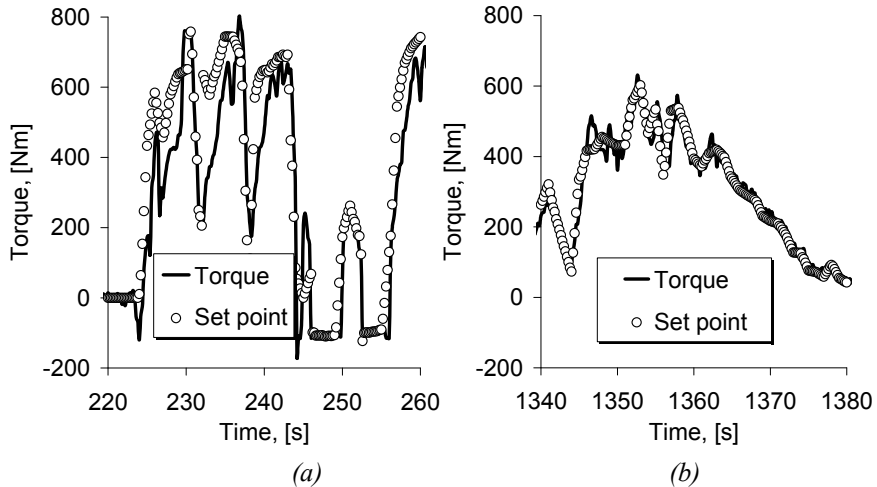 800
600
400
200
0
-200
Torque, [Nm]
Torque
Set point
220 230 240 250 260
Time, [s]
(a)
800
600
400
200
0
-200
Torque, [Nm]
Torque
Set point
1340 1350 1360 1370 1380
Time, [s]
(b)